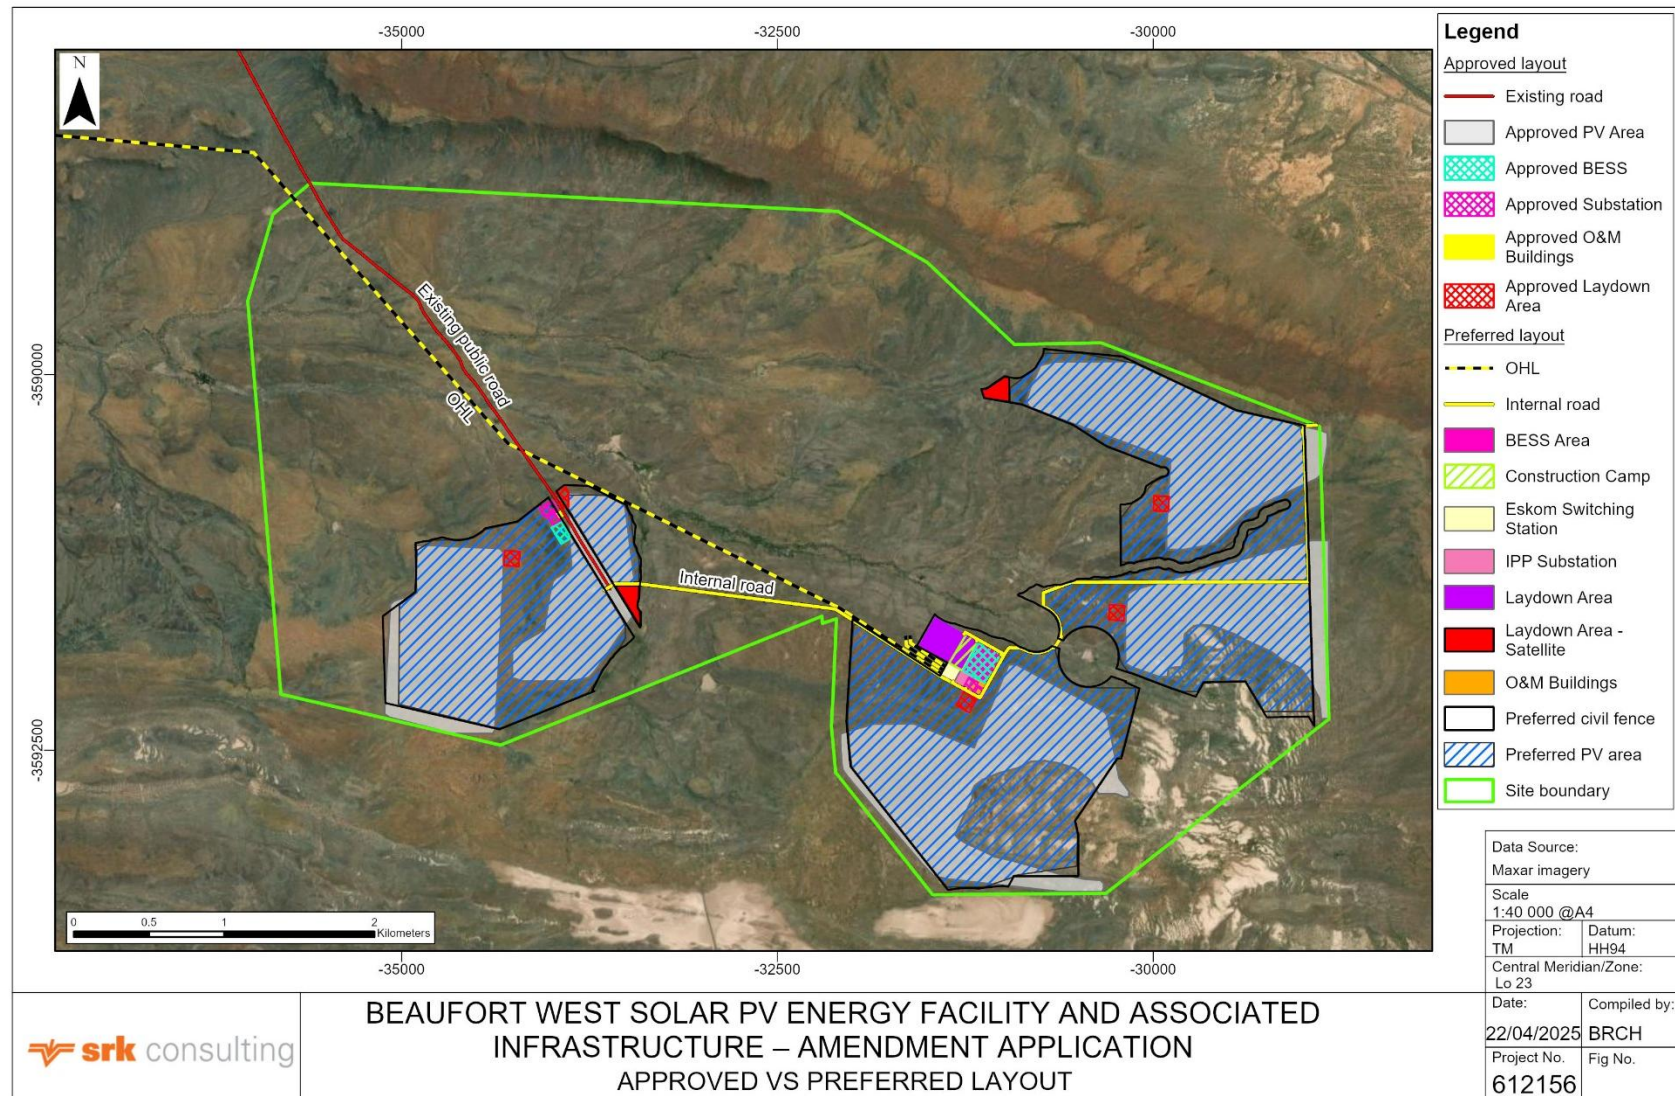 -35000
-32500
-30000
N
-3590000
-3592500
Existing public road
OHL
Internal road
0
0.5
1
2
Kilometers
-35000
-32500
-30000
Legend
Approved layout
Existing road
Approved PV Area
Approved BESS
Approved Substation
Approved O&M
Buildings
Approved Laydown
Area
Preferred layout
OHL
Internal road
BESS Area
Construction Camp
Eskom Switching
Station
IPP Substation
Laydown Area
Laydown Area -
Satellite
O&M Buildings
Preferred civil fence
Preferred PV area
Site boundary
Data Source:
Maxar imagery
Scale
1:40 000 @A4
Projection:
TM
Datum:
HH94
Central Meridian/Zone:
Lo 23
Date:
22/04/2025
Compiled by:
BRCH
Project No.
612156
Fig No.
srk consulting
BEAUFORT WEST SOLAR PV ENERGY FACILITY AND ASSOCIATED
INFRASTRUCTURE – AMENDMENT APPLICATION
APPROVED VS PREFERRED LAYOUT